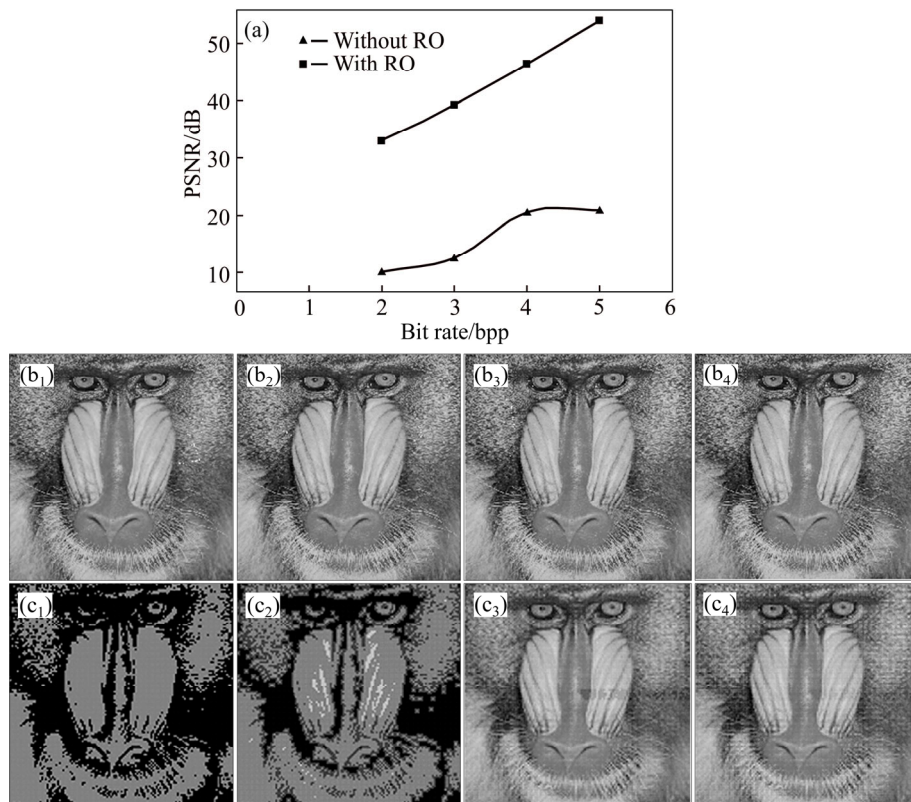 (a)
Without RO
With RO
PSNR/dB
50
40
30
20
10
0 1 2 3 4 5 6
Bit rate/bpp
(b₁) (b₂) (b₃) (b₄)
(c₁) (c₂) (c₃) (c₄)